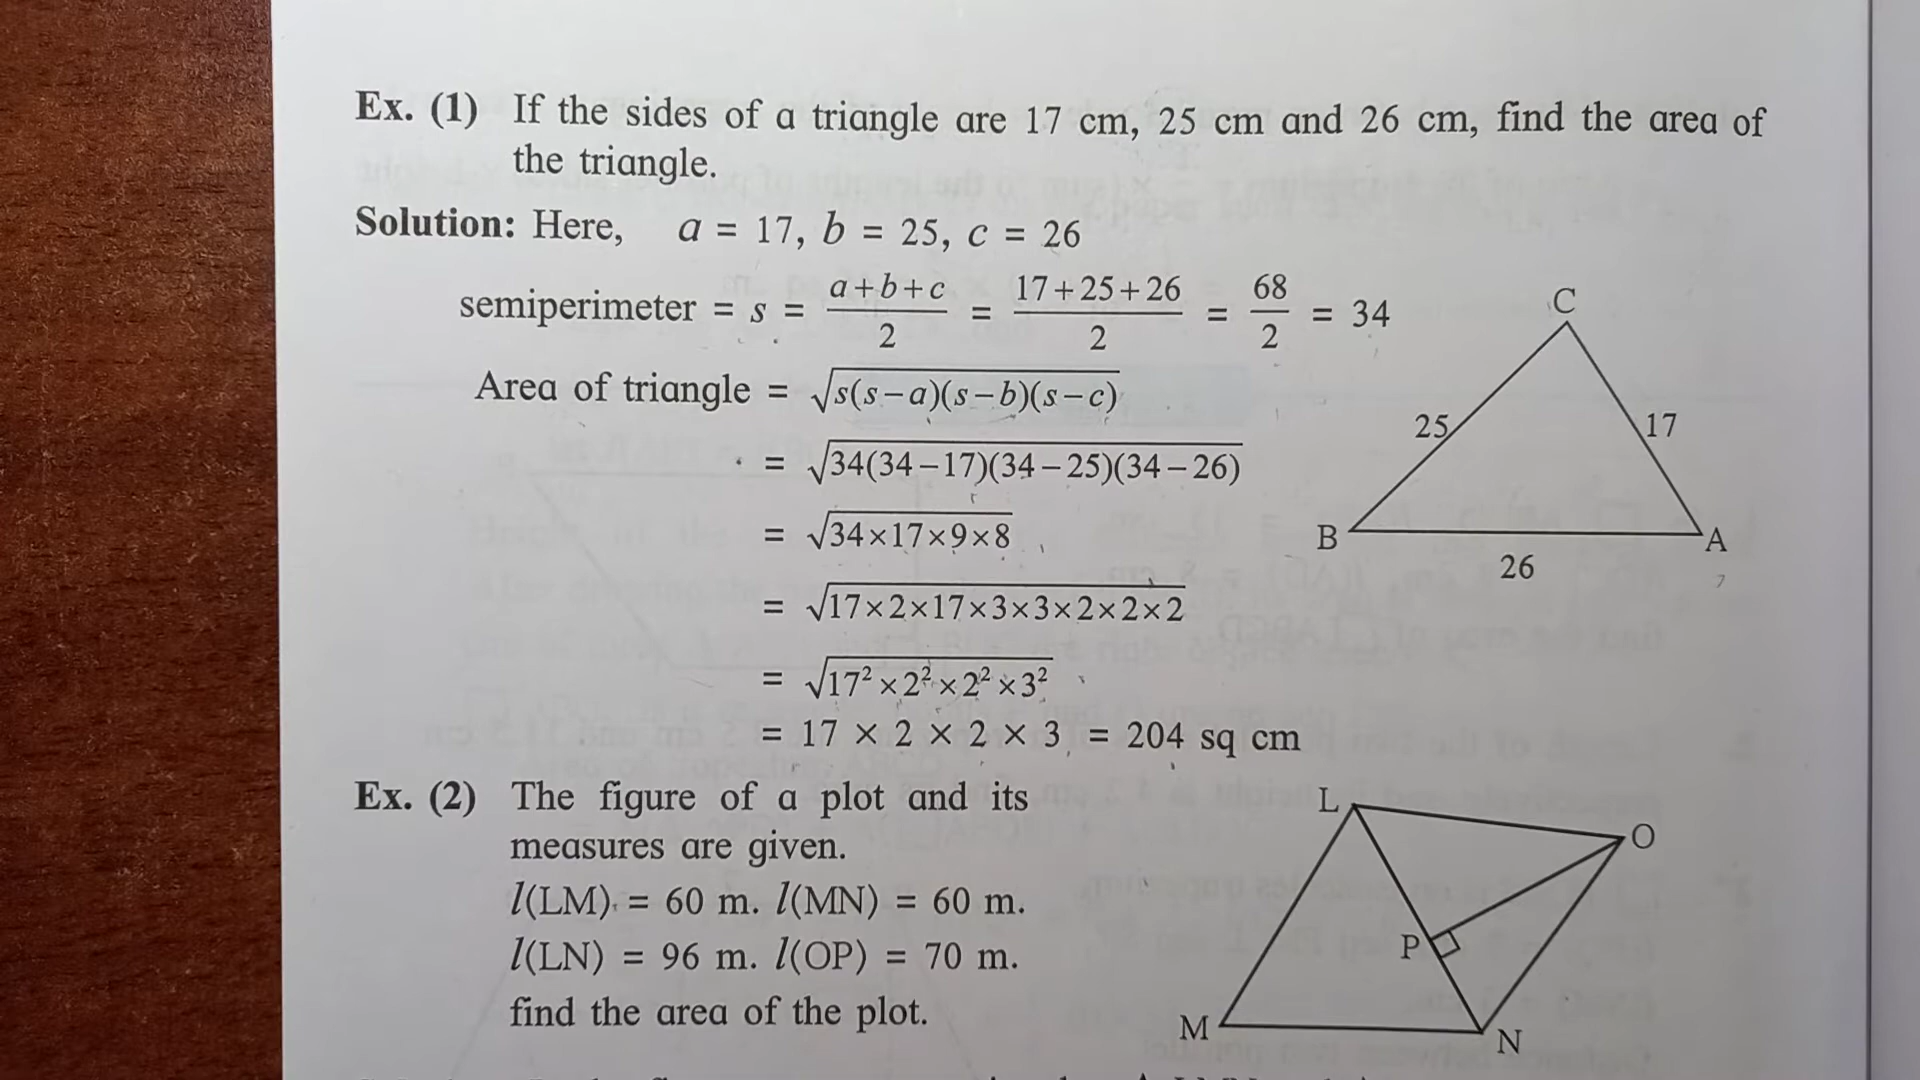 Ex. (1) If the sides of a triangle are 17 cm, 25 cm and 26 cm, find the area of
the triangle.
Solution: Here, a = 17, b = 25, c = 26
semiperimeter = s = (a+b+c)/2 = (17+25+26)/2 = 68/2 = 34
Area of triangle = √(s(s−a)(s−b)(s−c))
= √(34(34−17)(34−25)(34−26))
= √(34×17×9×8)
= √(17×2×17×3×3×2×2×2)
= √(17²×2²×2²×3²)
= 17 × 2 × 2 × 3 = 204 sq cm
C
25
17
B
A
26
Ex. (2) The figure of a plot and its
measures are given.
l(LM) = 60 m. l(MN) = 60 m.
l(LN) = 96 m. l(OP) = 70 m.
find the area of the plot.
L
O
P
M
N